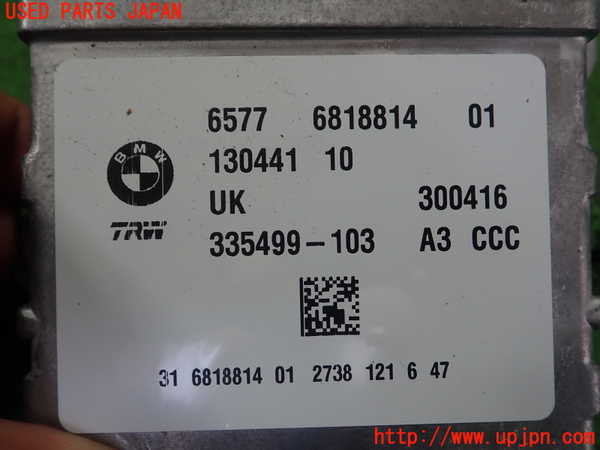 USED PARTS JAPAN
6577 6818814 01
BMW
130441 10
UK 300416
TRW 335499-103 A3 CCC
31 6818814 01 2738 121 6 47
http://www.upjpn.com